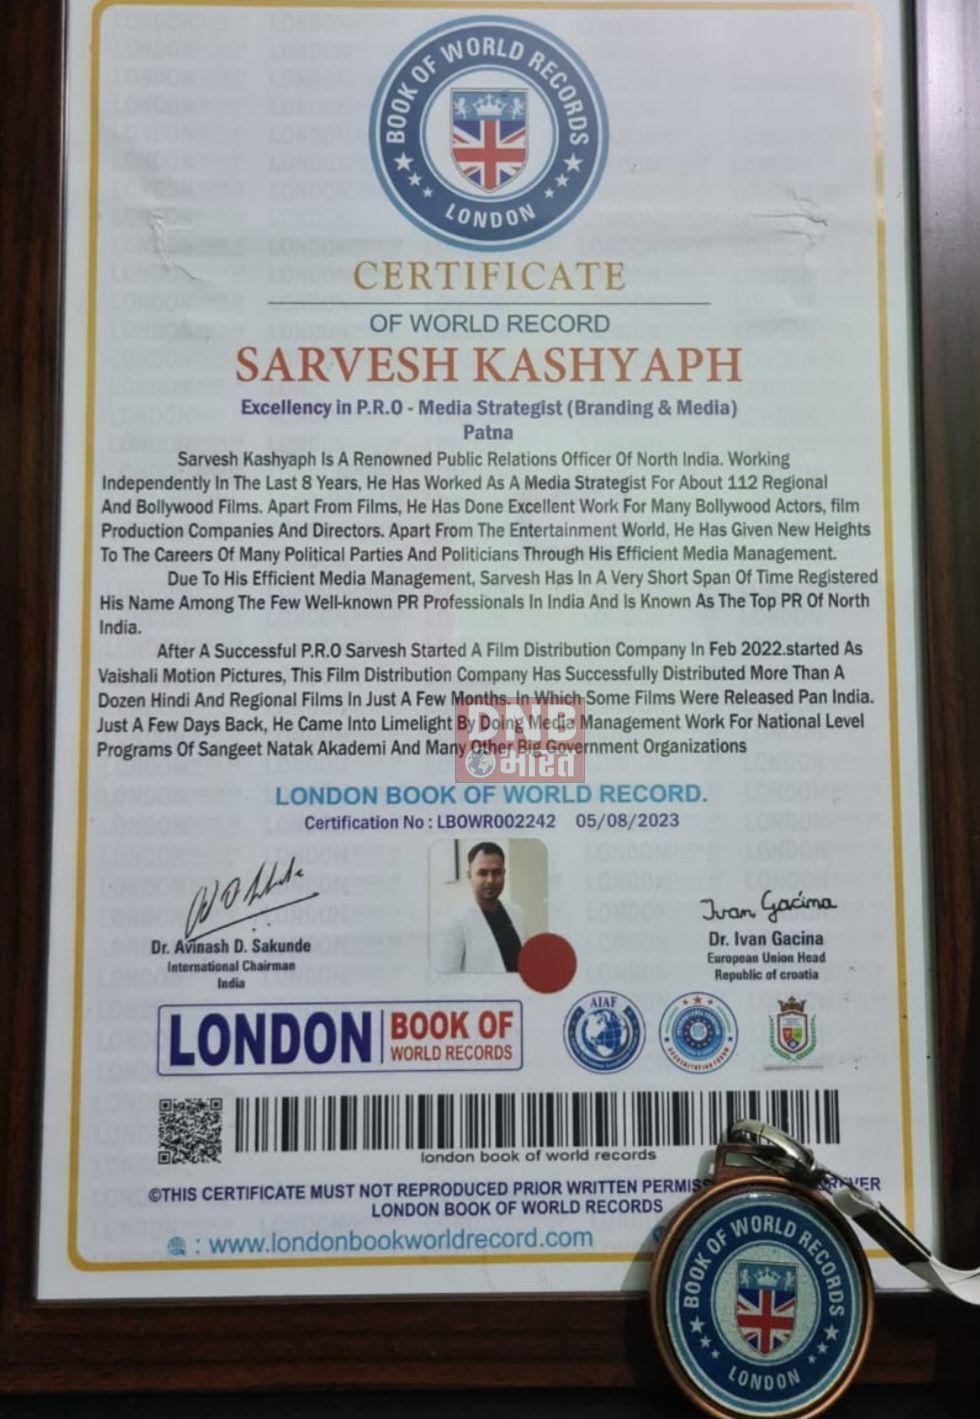 BOOK OF WORLD RECORDS
LONDON
CERTIFICATE
OF WORLD RECORD
SARVESH KASHYAPH
Excellency in P.R.O - Media Strategist (Branding & Media)
Patna
Sarvesh Kashyaph Is A Renowned Public Relations Officer Of North India. Working
Independently In The Last 8 Years, He Has Worked As A Media Strategist For About 112 Regional
And Bollywood Films. Apart From Films, He Has Done Excellent Work For Many Bollywood Actors, film
Production Companies And Directors. Apart From The Entertainment World, He Has Given New Heights
To The Careers Of Many Political Parties And Politicians Through His Efficient Media Management.
Due To His Efficient Media Management, Sarvesh Has In A Very Short Span Of Time Registered
His Name Among The Few Well-known PR Professionals In India And Is Known As The Top PR Of North
India.
After A Successful P.R.O Sarvesh Started A Film Distribution Company In Feb 2022.started As
Vaishali Motion Pictures, This Film Distribution Company Has Successfully Distributed More Than A
Dozen Hindi And Regional Films In Just A Few Months. In Which Some Films Were Released Pan India.
Just A Few Days Back, He Came Into Limelight By Doing Media Management Work For National Level
Programs Of Sangeet Natak Akademi And Many Other Big Government Organizations
DNB
भारत
LONDON BOOK OF WORLD RECORD.
Certification No : LBOWR002242 05/08/2023
Dr. Avinash D. Sakunde
International Chairman
India
Ivan Gacina
Dr. Ivan Gacina
European Union Head
Republic of croatia
LONDON BOOK OF
WORLD RECORDS
AIAF
london book of world records
©THIS CERTIFICATE MUST NOT REPRODUCED PRIOR WRITTEN
LONDON BOOK OF WORLD RECORDS
: www.londonbookworldrecord.com
BOOK OF WORLD RECORDS
LONDON